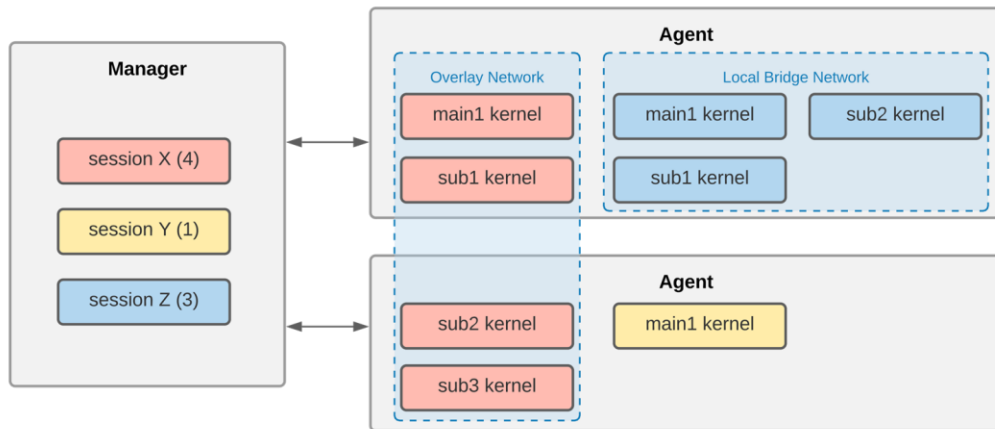 Manager
session X (4)
session Y (1)
session Z (3)
Agent
Overlay Network
Local Bridge Network
main1 kernel
main1 kernel
sub2 kernel
sub1 kernel
sub1 kernel
Agent
sub2 kernel
main1 kernel
sub3 kernel